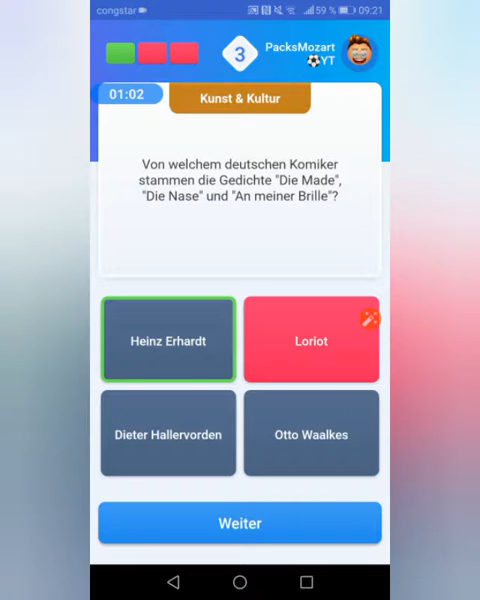 congstar
59 %
09:21
3
PacksMozart
⚽YT
01:02
Kunst & Kultur
Von welchem deutschen Komiker
stammen die Gedichte "Die Made",
"Die Nase" und "An meiner Brille"?
Heinz Erhardt
Loriot
Dieter Hallervorden
Otto Waalkes
Weiter